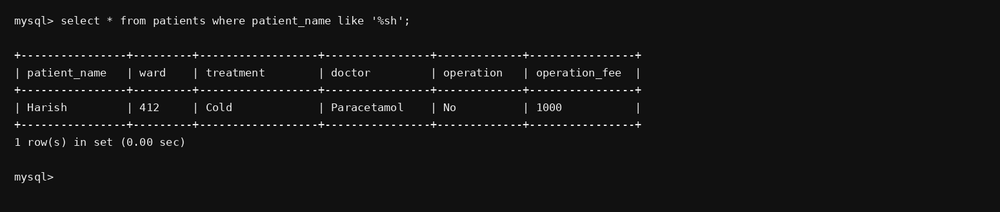 mysql> select * from patients where patient_name like '%sh';
+----------------+---------+------------------+----------------+-------------+----------------+
| patient_name   | ward    | treatment        | doctor         | operation   | operation_fee  |
+----------------+---------+------------------+----------------+-------------+----------------+
| Harish         | 412     | Cold             | Paracetamol    | No          | 1000           |
+----------------+---------+------------------+----------------+-------------+----------------+
1 row(s) in set (0.00 sec)
mysql>